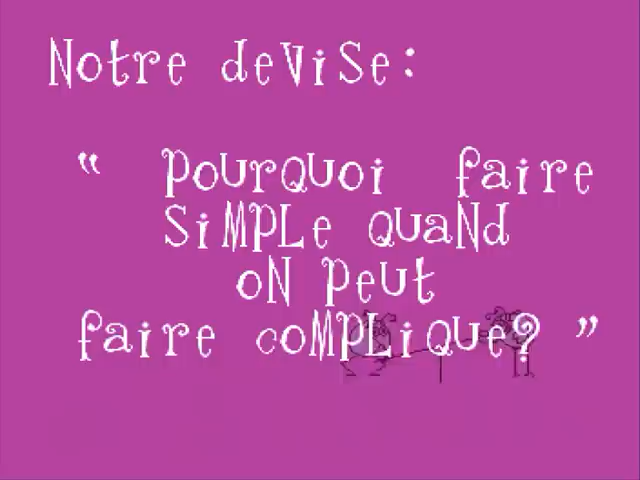 Notre deviSe:
“ pourquoi faire
SiMPLe quaNd
oN peut
faire coMPLique? ”